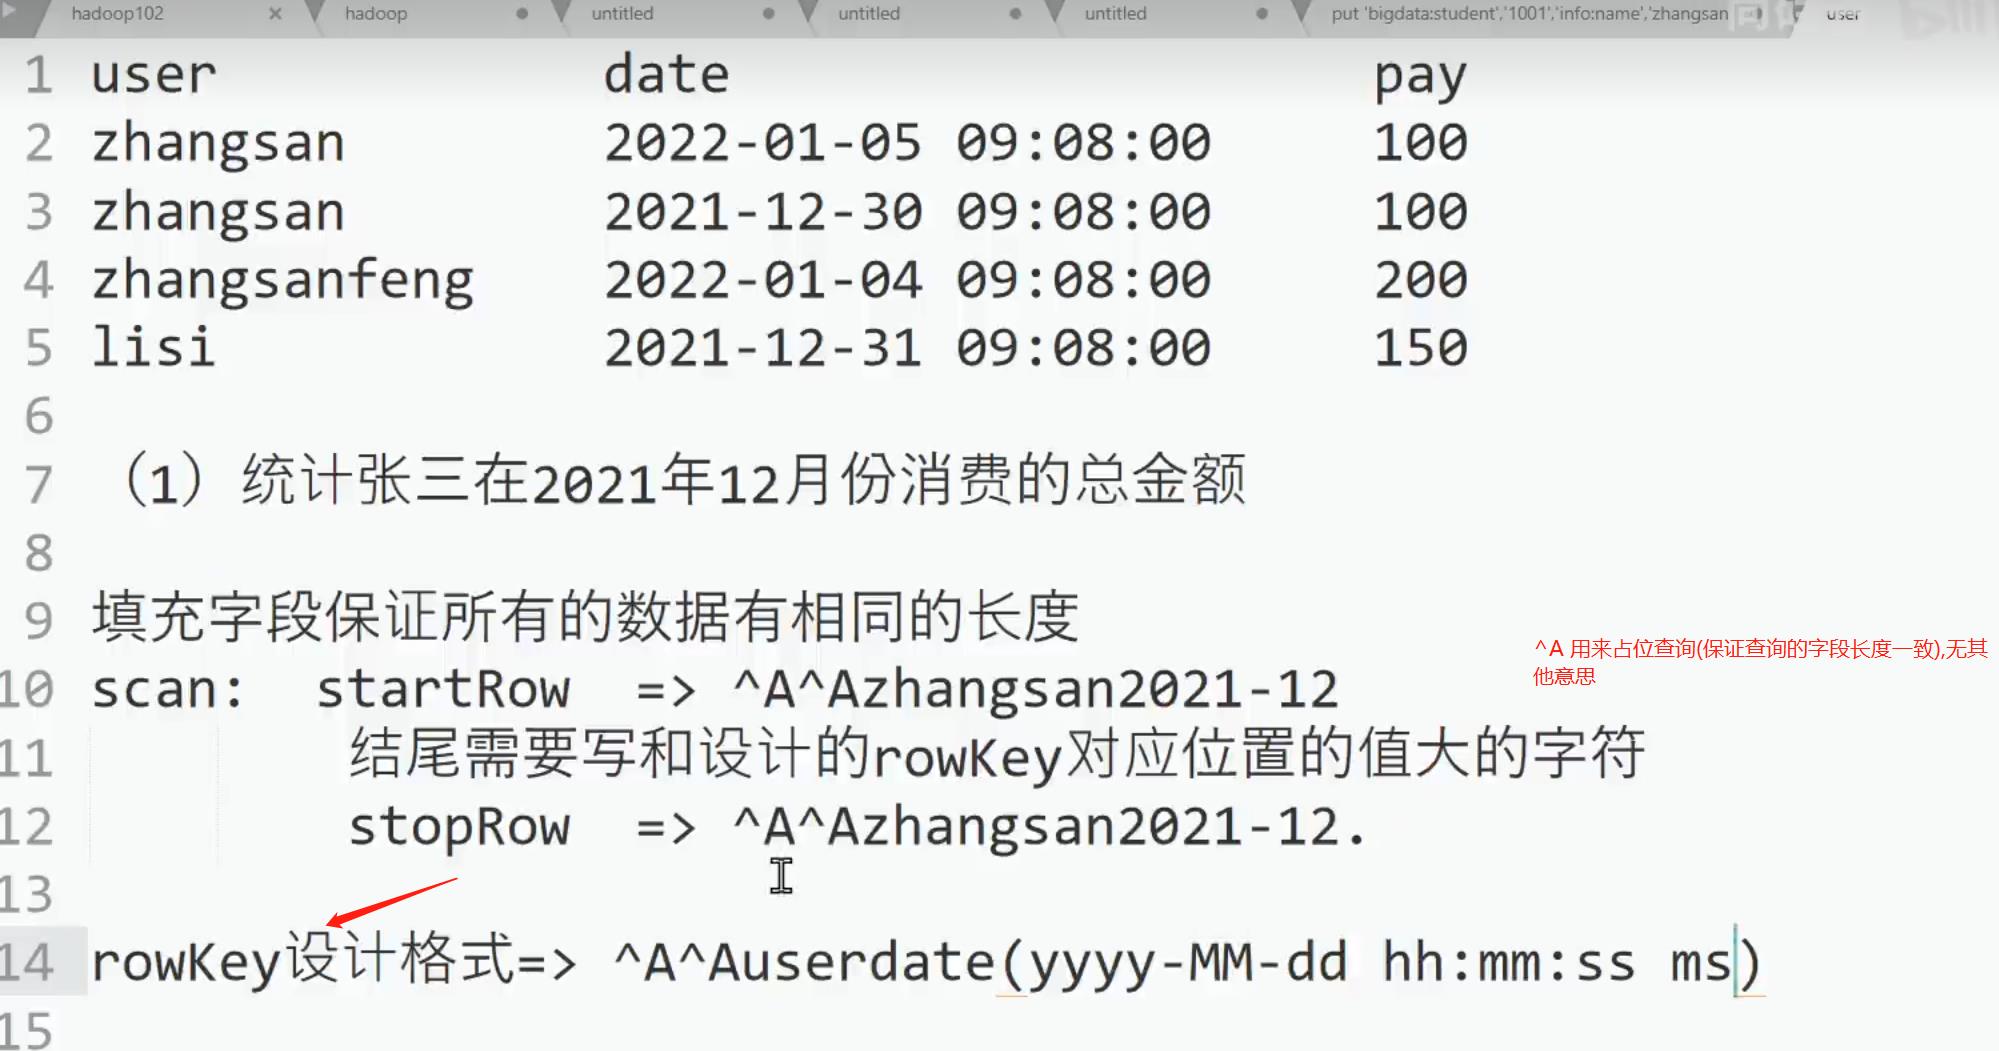 hadoop102 hadoop untitled untitled untitled put 'bigdata:student','1001','info:name','zhangsan user
1 user date pay
2 zhangsan 2022-01-05 09:08:00 100
3 zhangsan 2021-12-30 09:08:00 100
4 zhangsanfeng 2022-01-04 09:08:00 200
5 lisi 2021-12-31 09:08:00 150
6
7 （1）统计张三在2021年12月份消费的总金额
8
9 填充字段保证所有的数据有相同的长度
^A 用来占位查询(保证查询的字段长度一致),无其
他意思
10 scan: startRow => ^A^Azhangsan2021-12
11 结尾需要写和设计的rowKey对应位置的值大的字符
12 stopRow => ^A^Azhangsan2021-12.
13
14 rowKey设计格式=> ^A^Auserdate(yyyy-MM-dd hh:mm:ss ms)
15